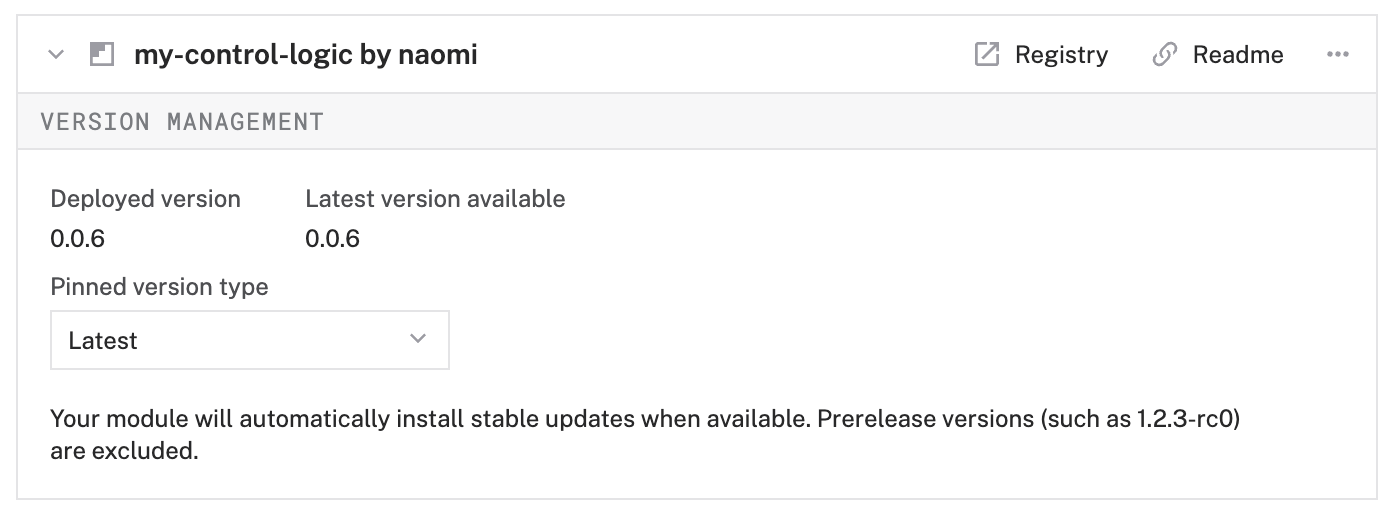 my-control-logic by naomi Registry Readme
VERSION MANAGEMENT
Deployed version Latest version available
0.0.6 0.0.6
Pinned version type
Latest
Your module will automatically install stable updates when available. Prerelease versions (such as 1.2.3-rc0)
are excluded.